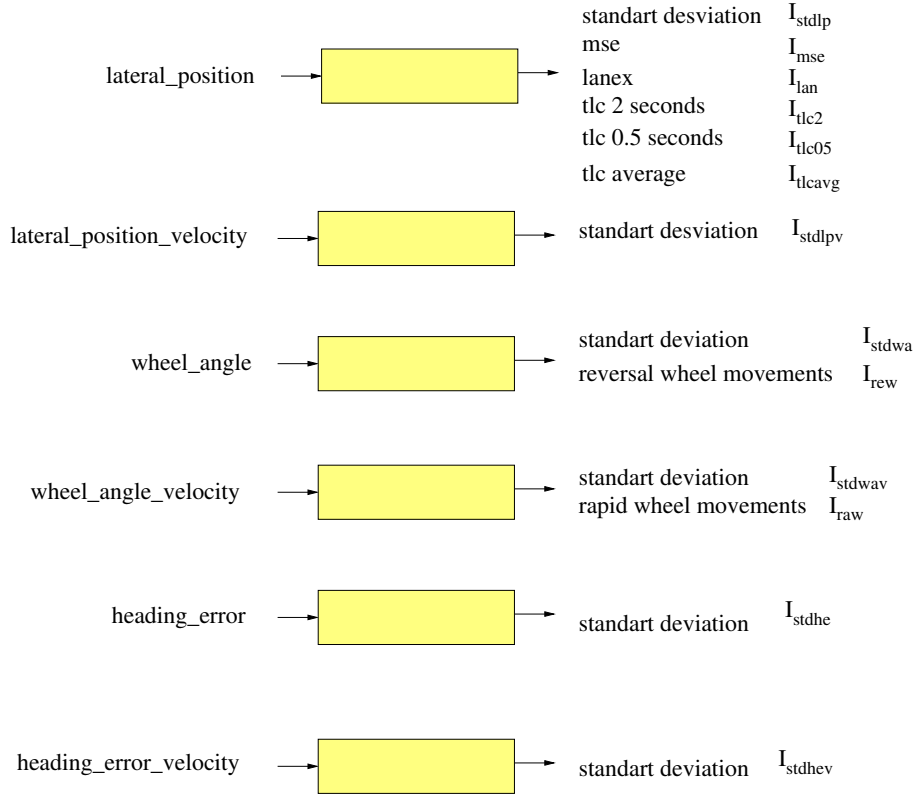 standart desviation I_stdlp
mse I_mse
lateral_position lanex I_lan
tlc 2 seconds I_tlc2
tlc 0.5 seconds I_tlc05
tlc average I_tlcavg
lateral_position_velocity standart desviation I_stdlpv
standart deviation I_stdwa
wheel_angle reversal wheel movements I_rew
wheel_angle_velocity standart deviation I_stdwav
rapid wheel movements I_raw
heading_error standart deviation I_stdhe
heading_error_velocity standart deviation I_stdhev